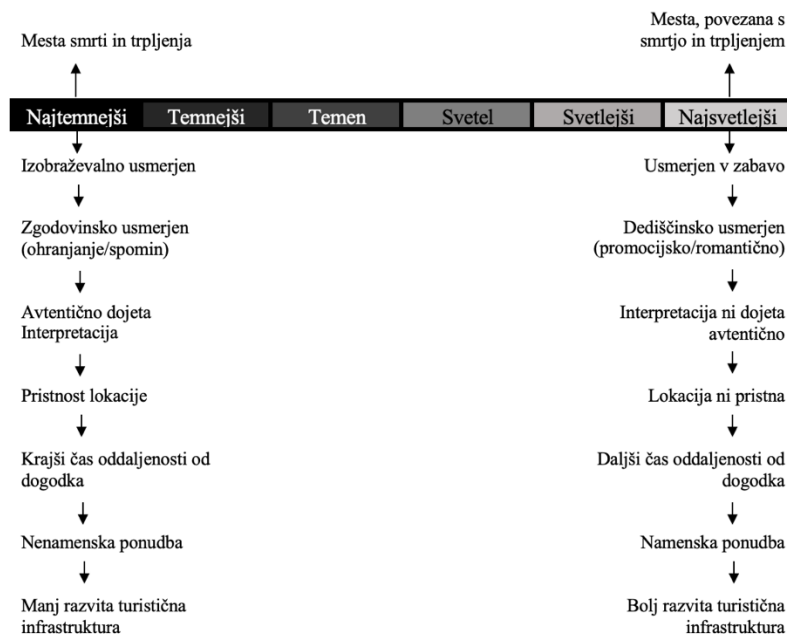 Mesta smrti in trpljenja
Mesta, povezana s
smrtjo in trpljenjem
Najtemnejši Temnejši Temen Svetel Svetlejši Najsvetlejši
Izobraževalno usmerjen
Zgodovinsko usmerjen
(ohranjanje/spomin)
Avtentično dojeta
Interpretacija
Pristnost lokacije
Krajši čas oddaljenosti od
dogodka
Nenamenska ponudba
Manj razvita turistična
infrastruktura
Usmerjen v zabavo
Dediščinsko usmerjen
(promocijsko/romantično)
Interpretacija ni dojeta
avtentično
Lokacija ni pristna
Daljši čas oddaljenosti od
dogodka
Namenska ponudba
Bolj razvita turistična
infrastruktura